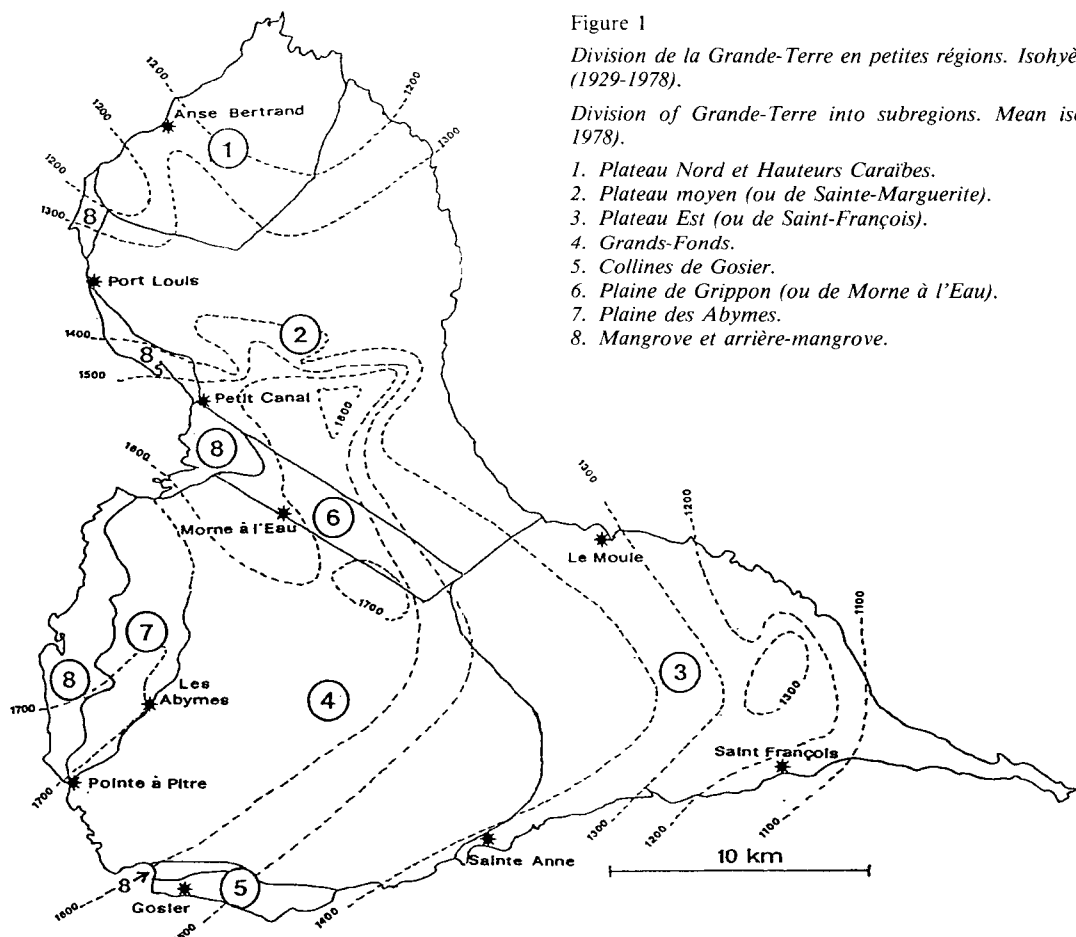 Figure 1
Division de la Grande-Terre en petites régions. Isohyè
(1929-1978).
Division of Grande-Terre into subregions. Mean iso
1978).
1. Plateau Nord et Hauteurs Caraïbes.
2. Plateau moyen (ou de Sainte-Marguerite).
3. Plateau Est (ou de Saint-François).
4. Grands-Fonds.
5. Collines de Gosier.
6. Plaine de Grippon (ou de Morne à l'Eau).
7. Plaine des Abymes.
8. Mangrove et arrière-mangrove.
1200
1200
1200
1300
Anse Bertrand
1
1200
1300
8
Port Louis
1400
2
8
1500
Petit Canal
1600
8
1600
Morne à l'Eau
6
1300
1200
Le Moule
1700
1100
7
8
3
1300
Les
Abymes
4
1700
Saint François
Pointe à Pitre
1700
1300
1200
1100
Sainte Anne
10 km
8
5
Gosier
1600
500
1400